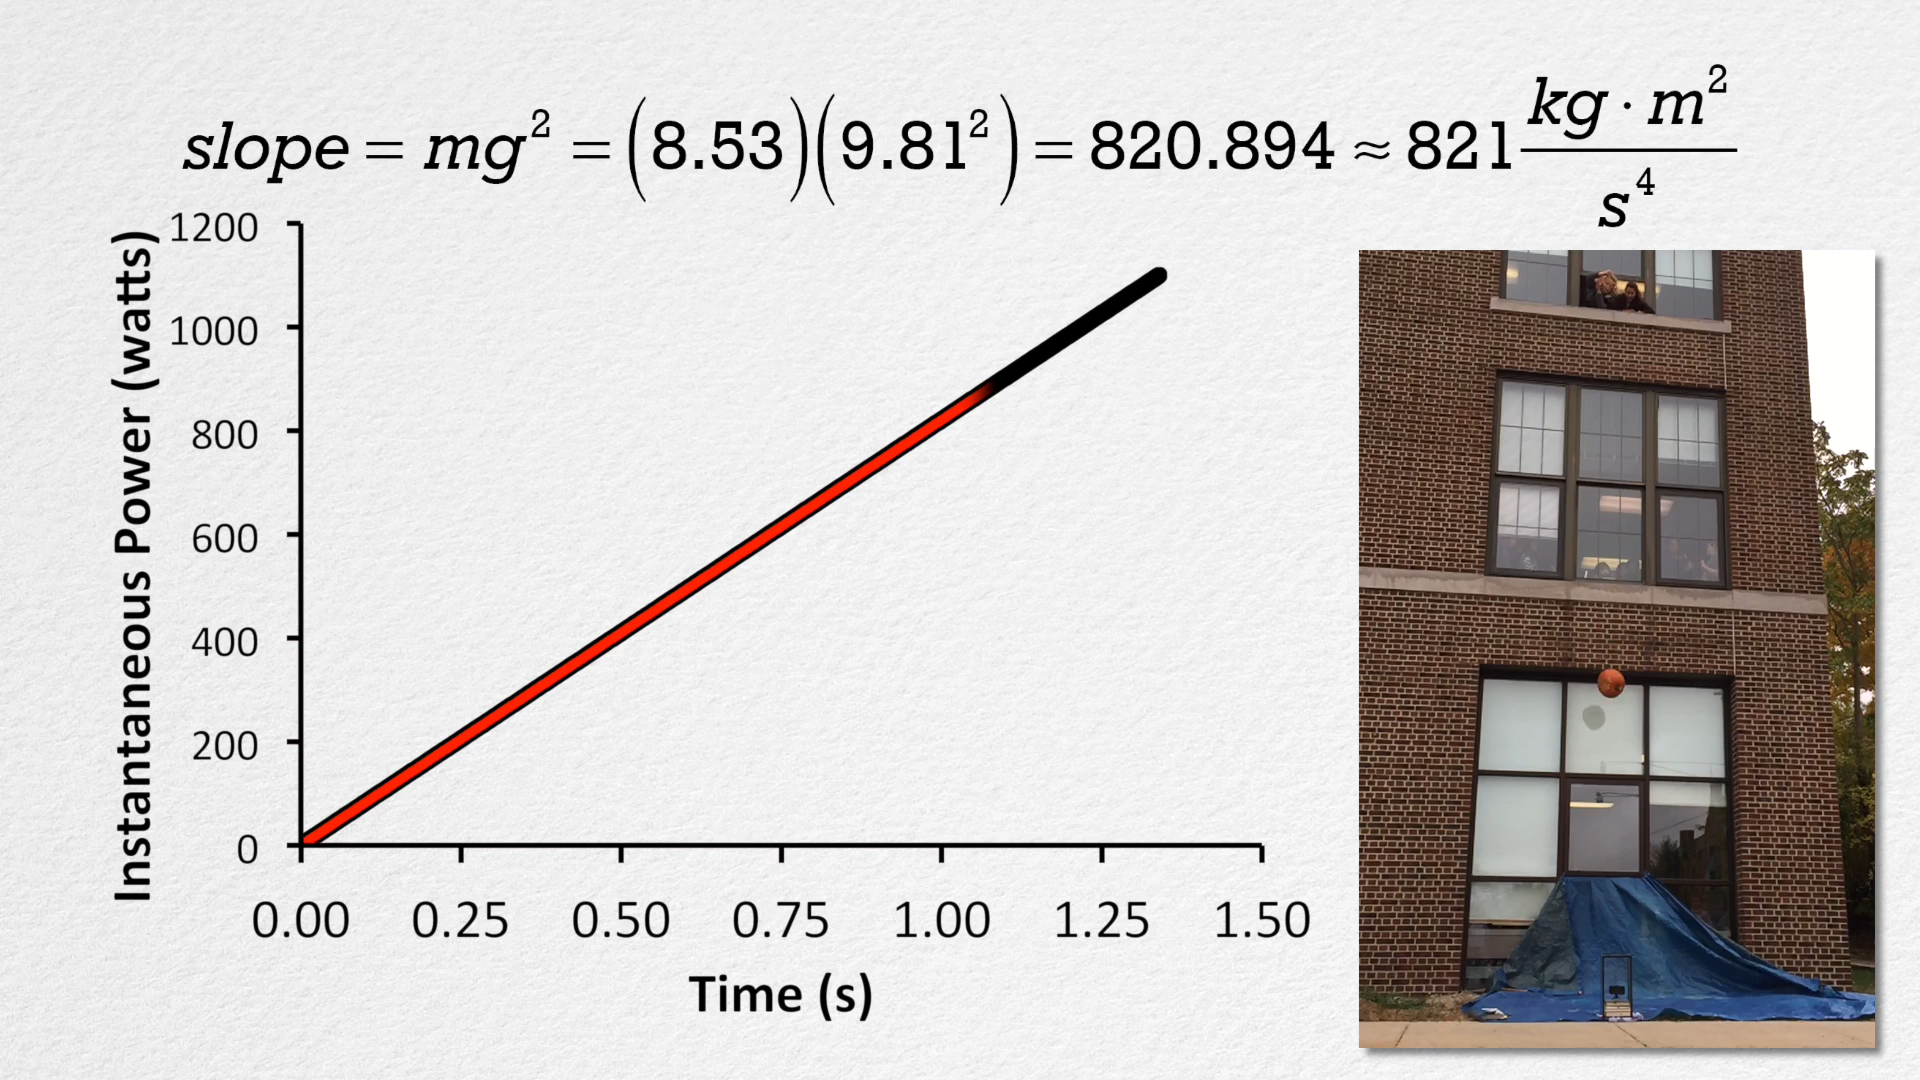 slope = mg² = (8.53)(9.81²) = 820.894 ≈ 821 kg · m² / s⁴
Instantaneous Power (watts)
1200
1000
800
600
400
200
0
0.00 0.25 0.50 0.75 1.00 1.25 1.50
Time (s)